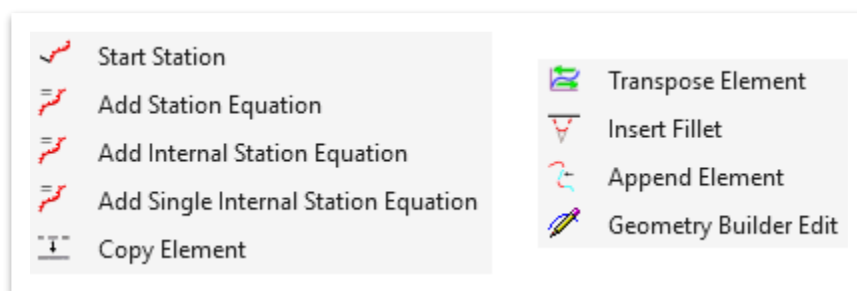 Start Station
Add Station Equation
Add Internal Station Equation
Add Single Internal Station Equation
Copy Element
Transpose Element
Insert Fillet
Append Element
Geometry Builder Edit